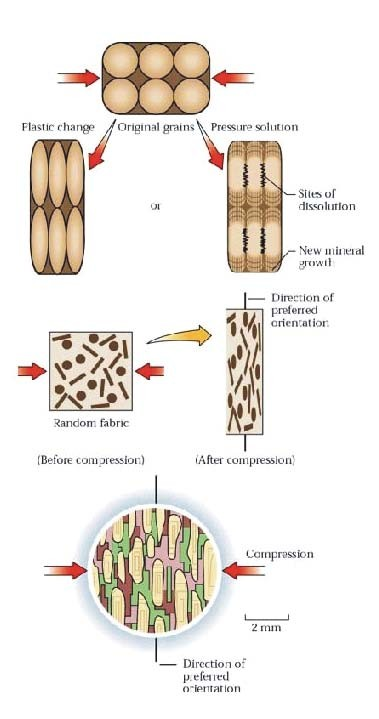 Plastic change
Original grains
Pressure solution
Sites of
dissolution
or
New mineral
growth
Direction of
preferred
orientation
Random fabric
(Before compression)
(After compression)
Compression
2 mm
Direction of
preferred
orientation